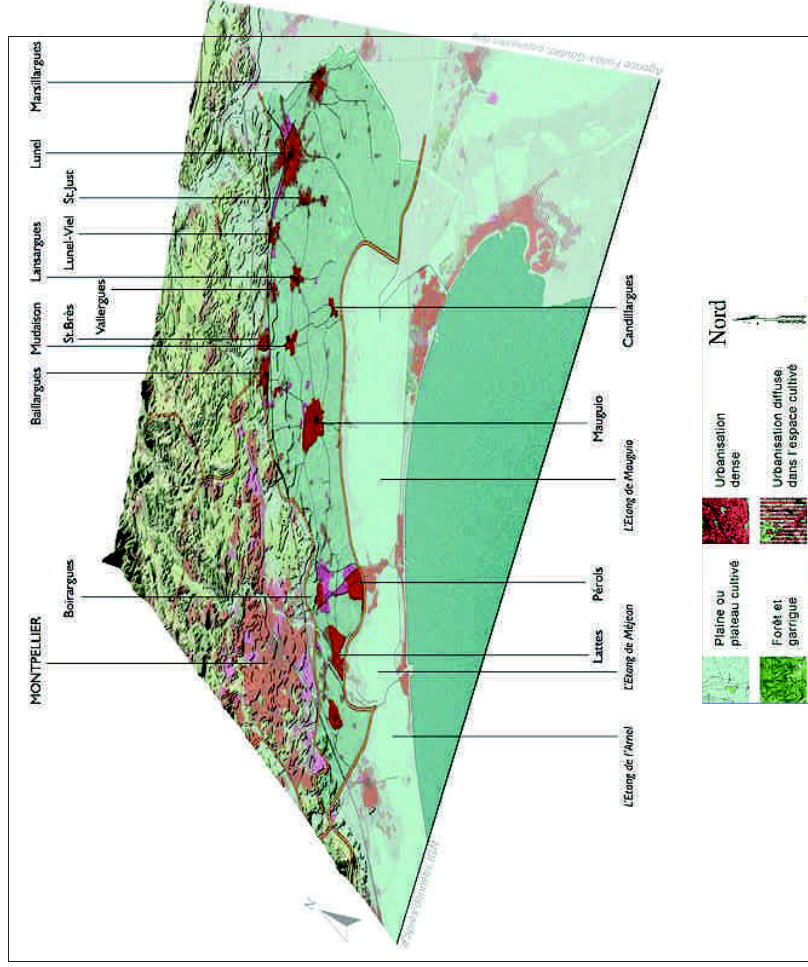 MONTPELLIER
Boirargues
Baillargues
Mudaison
St.Brès
Vallergues
Lansargues
Lunel-Viel
St.Just
Lunel
Marsillargues
L'Etang de l'Arnel
L'Etang de Méjean
Lattes
Pérols
L'Etang de Mauguio
Mauguio
Candillargues
N
Plaine ou
plateau cultivé
Urbanisation
dense
Forêt et
garrigue
Urbanisation diffuse
dans l'espace cultivé
Nord